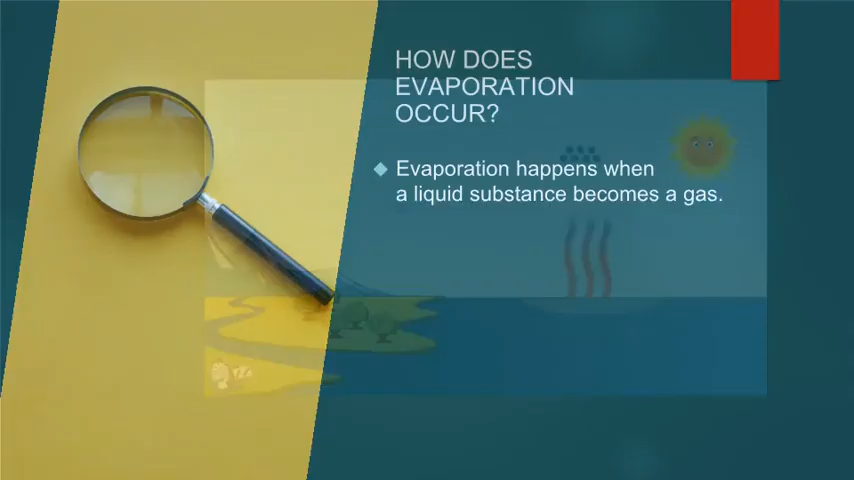 HOW DOES
EVAPORATION
OCCUR?
Evaporation happens when
a liquid substance becomes a gas.